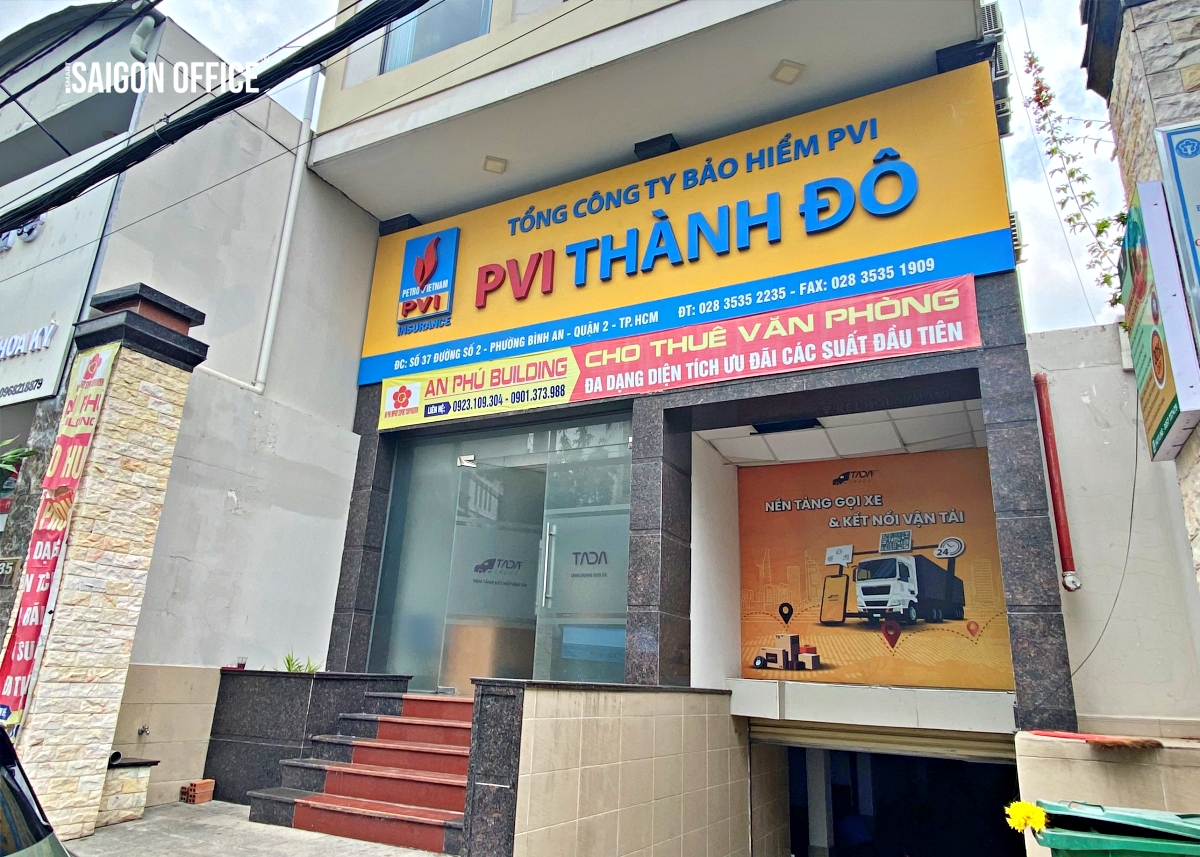 SMART
SAIGON OFFICE
TỔNG CÔNG TY BẢO HIỂM PVI
PVI THÀNH ĐÔ
PETROVIETNAM
PVI
INSURANCE
ĐC: SỐ 37 ĐƯỜNG SỐ 2 - PHƯỜNG BÌNH AN - QUẬN 2 - TP. HCM ĐT: 028 3535 2235 - FAX: 028 3535 1909
AN PHÚ BUILDING
LIÊN HỆ: 0923.109.304 - 0901.373.988
CHO THUÊ VĂN PHÒNG
ĐA DẠNG DIỆN TÍCH ƯU ĐÃI CÁC SUẤT ĐẦU TIÊN
HOA KỲ
0968218879
TADA
TADA
TADA
NỀN TẢNG GỌI XE
& KẾT NỐI VẬN TẢI
24